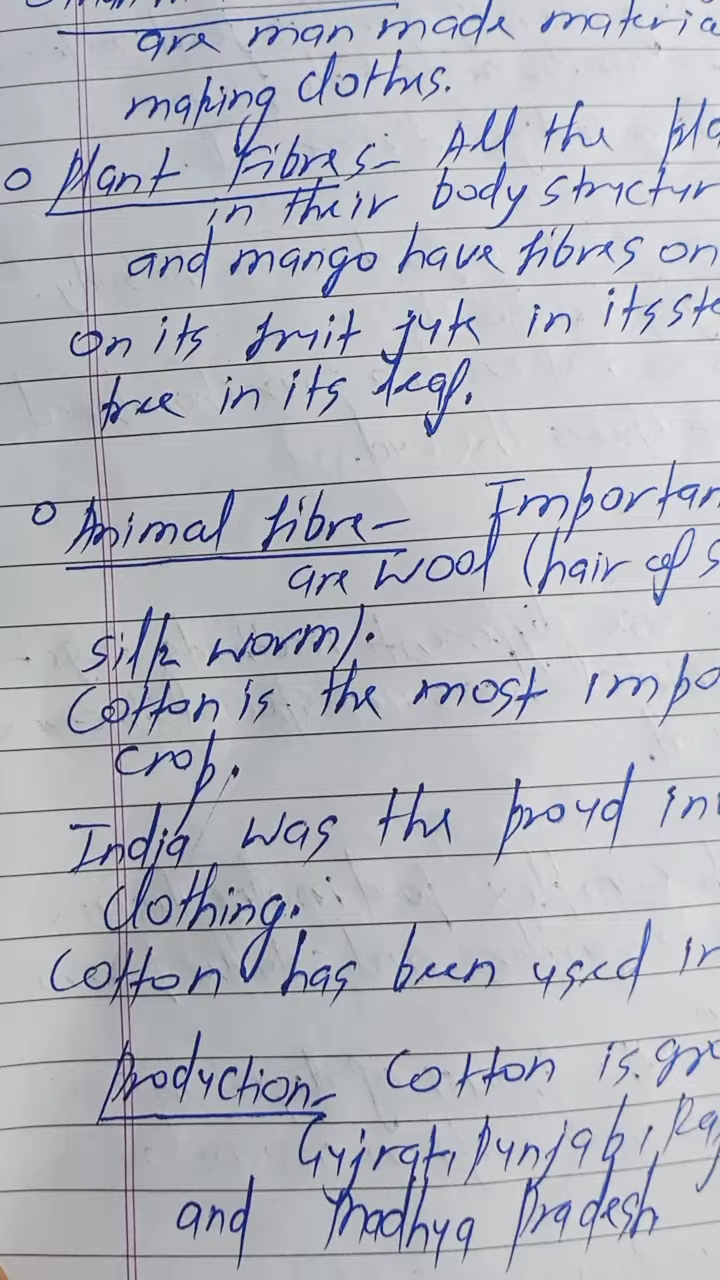 are man made materia
making clothes.
Plant Fibres- All the pla
in their body structur
and mango have fibres on
on its fruit jute in its ste
tree in its leaf.
Animal fibre- Importan
are wool (hair of s
silk worm).
Cotton is the most impo
crop.
India was the proud in
clothing.
Cotton has been used in
Production- Cotton is gro
Gujrat, Punjab, Raj
and Madhya Pradesh